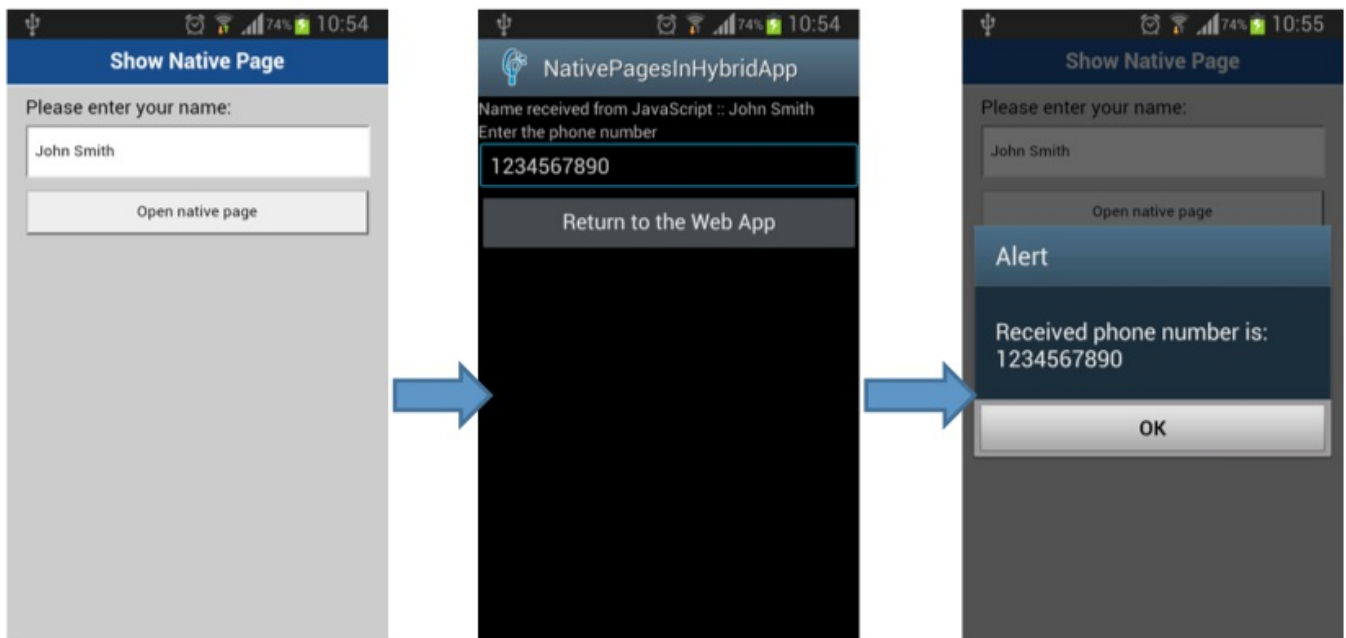 74% 10:54
Show Native Page
Please enter your name:
John Smith
Open native page
74% 10:54
NativePagesInHybridApp
Name received from JavaScript :: John Smith
Enter the phone number
1234567890
Return to the Web App
74% 10:55
Show Native Page
Please enter your name:
John Smith
Open native page
Alert
Received phone number is:
1234567890
OK